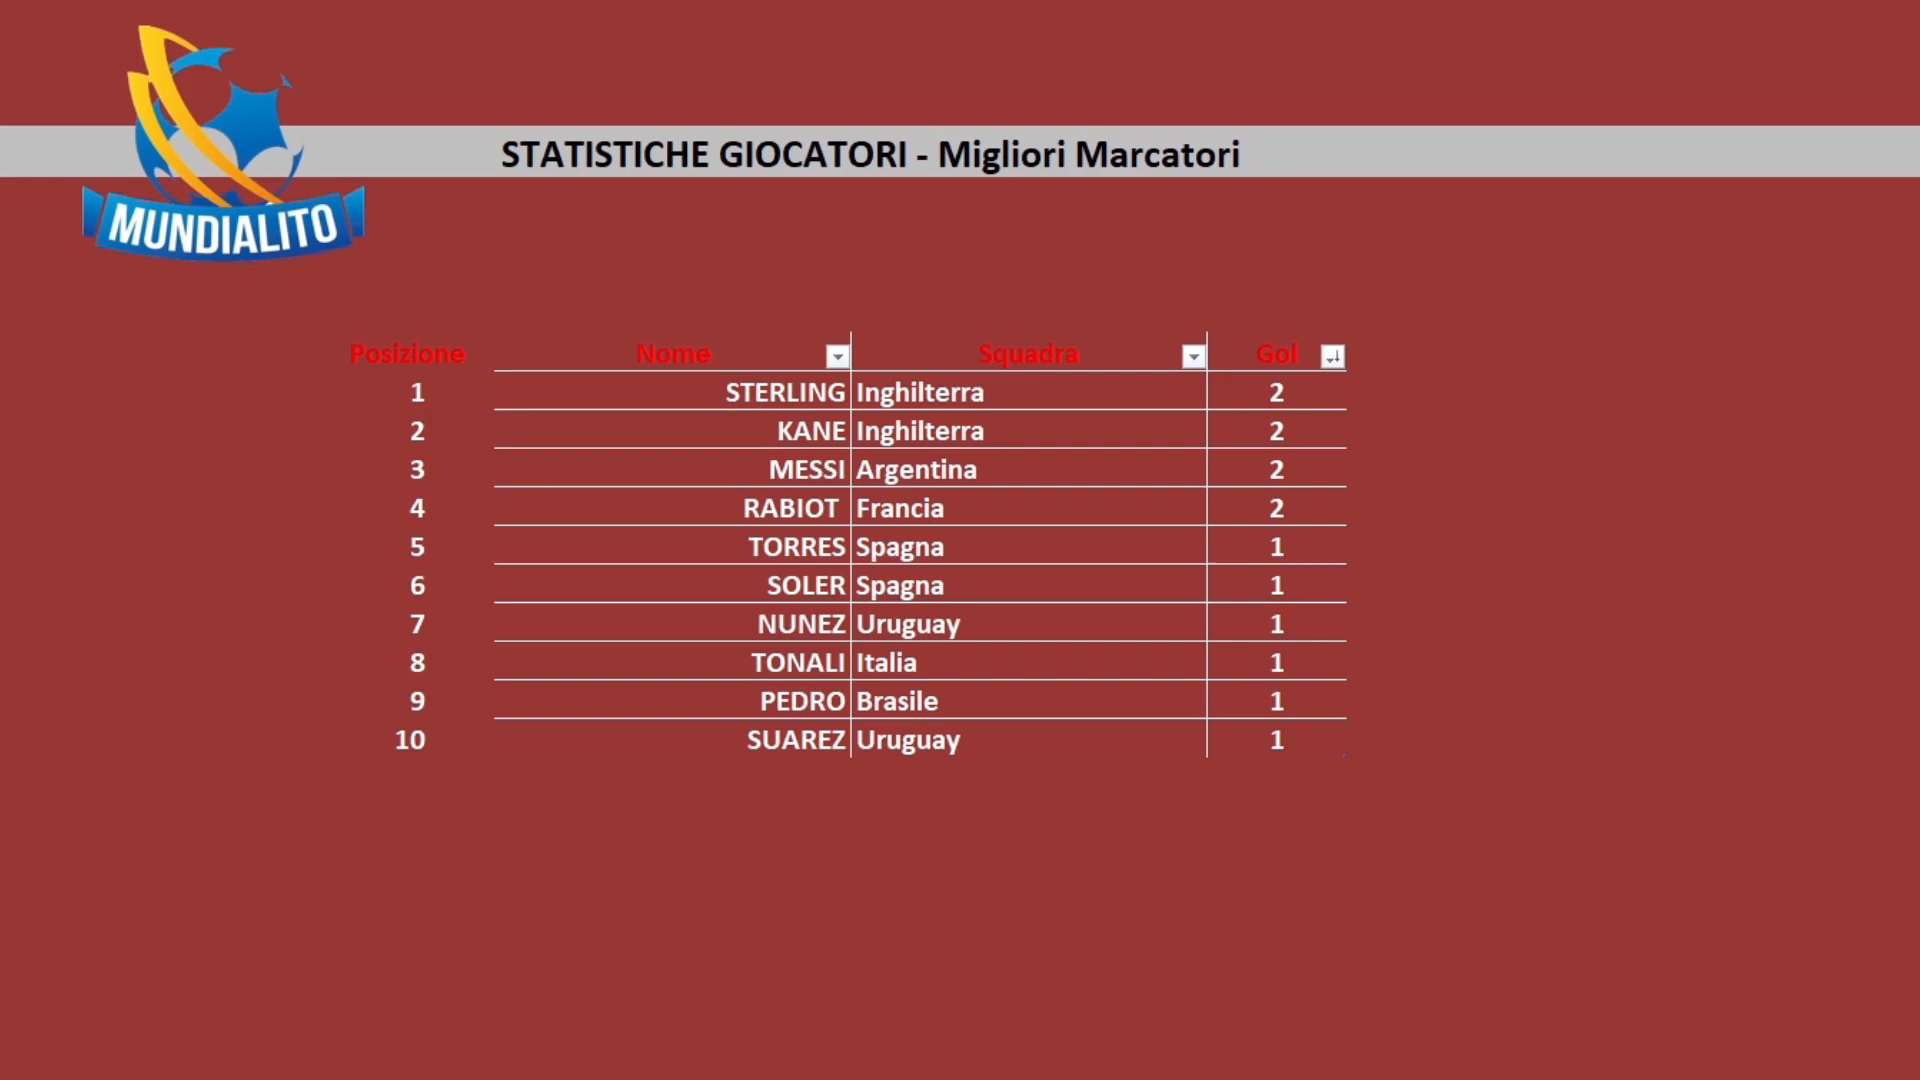 STATISTICHE GIOCATORI - Migliori Marcatori
MUNDIALITO
Posizione Nome Squadra Gol
1 STERLING Inghilterra 2
2 KANE Inghilterra 2
3 MESSI Argentina 2
4 RABIOT Francia 2
5 TORRES Spagna 1
6 SOLER Spagna 1
7 NUNEZ Uruguay 1
8 TONALI Italia 1
9 PEDRO Brasile 1
10 SUAREZ Uruguay 1